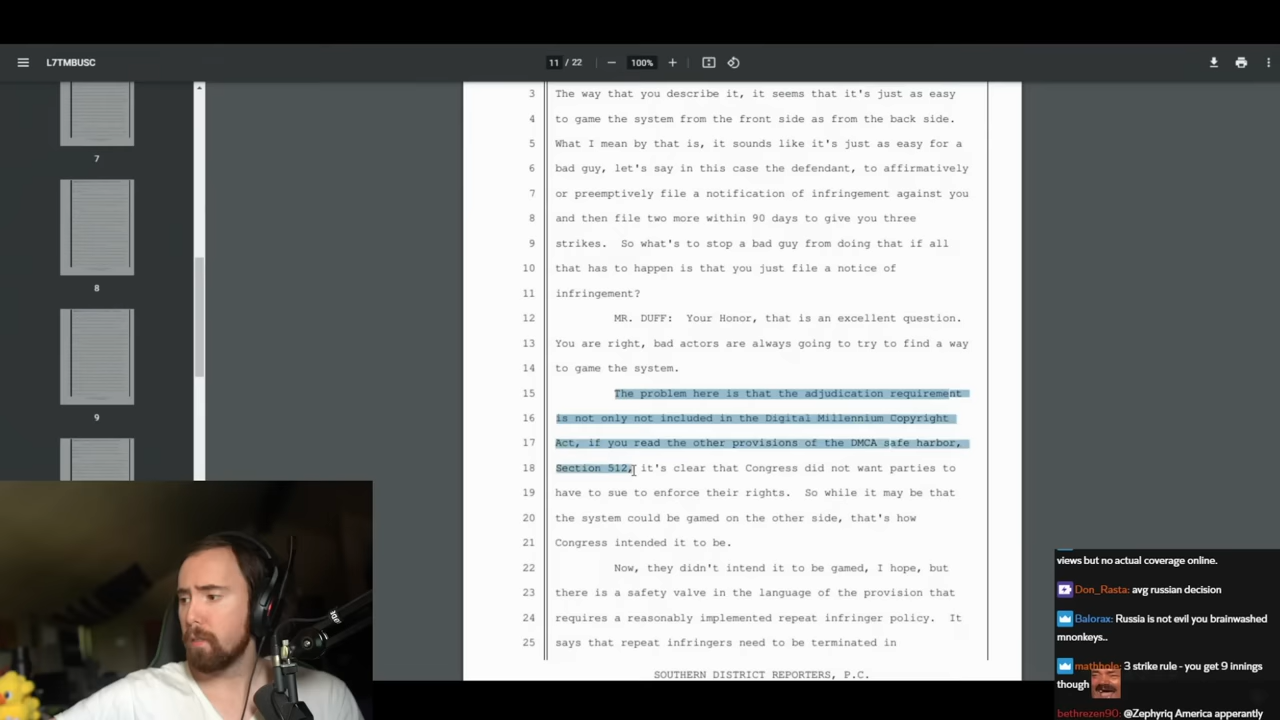 L7TMBUSC
11 / 22
100%
7
8
9
3 The way that you describe it, it seems that it's just as easy
4 to game the system from the front side as from the back side.
5 What I mean by that is, it sounds like it's just as easy for a
6 bad guy, let's say in this case the defendant, to affirmatively
7 or preemptively file a notification of infringement against you
8 and then file two more within 90 days to give you three
9 strikes. So what's to stop a bad guy from doing that if all
10 that has to happen is that you just file a notice of
11 infringement?
12 MR. DUFF: Your Honor, that is an excellent question.
13 You are right, bad actors are always going to try to find a way
14 to game the system.
15 The problem here is that the adjudication requirement
16 is not only not included in the Digital Millennium Copyright
17 Act, if you read the other provisions of the DMCA safe harbor,
18 Section 512, it's clear that Congress did not want parties to
19 have to sue to enforce their rights. So while it may be that
20 the system could be gamed on the other side, that's how
21 Congress intended it to be.
22 Now, they didn't intend it to be gamed, I hope, but
23 there is a safety valve in the language of the provision that
24 requires a reasonably implemented repeat infringer policy. It
25 says that repeat infringers need to be terminated in
SOUTHERN DISTRICT REPORTERS, P.C.
views but no actual coverage online.
Don_Rasta: avg russian decision
Balorax: Russia is not evil you brainwashed
mnonkeys..
mathhole: 3 strike rule - you get 9 innings
though
bethrezen90: @Zephyriq America apperantly